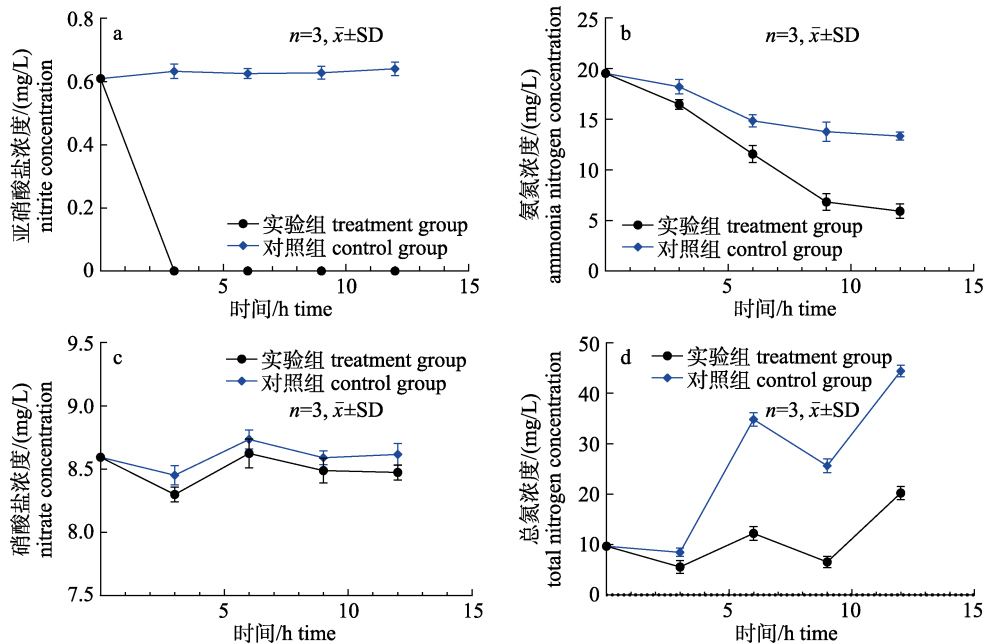 a
n=3, x̄±SD
0.8
0.6
0.4
0.2
0
亚硝酸盐浓度/(mg/L)
nitrite concentration
实验组 treatment group
对照组 control group
0
5
10
15
时间/h time
b
n=3, x̄±SD
25
20
15
10
5
0
氨氮浓度/(mg/L)
ammonia nitrogen concentration
实验组 treatment group
对照组 control group
5
10
15
时间/h time
c
实验组 treatment group
对照组 control group
n=3, x̄±SD
9.5
9.0
8.5
8.0
7.5
硝酸盐浓度/(mg/L)
nitrate concentration
0
5
10
15
时间/h time
d
实验组 treatment group
对照组 control group
n=3, x̄±SD
50
40
30
20
10
0
总氮浓度/(mg/L)
total nitrogen concentration
5
10
15
时间/h time